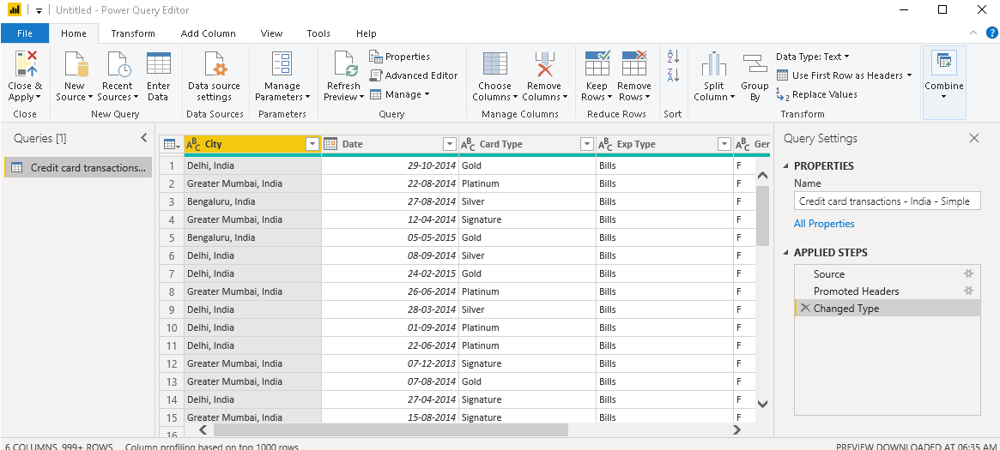 Untitled - Power Query Editor
File Home Transform Add Column View Tools Help
Close & Apply
New Source
Recent Sources
Enter Data
Data source settings
Manage Parameters
Refresh Preview
Properties
Advanced Editor
Manage
Choose Columns
Remove Columns
Keep Rows
Remove Rows
Split Column
Group By
Data Type: Text
Use First Row as Headers
Replace Values
Combine
Close New Query Data Sources Parameters Query Manage Columns Reduce Rows Sort Transform
Queries [1]
Credit card transactions...
City Date Card Type Exp Type Ger
1 Delhi, India 29-10-2014 Gold Bills F
2 Greater Mumbai, India 22-08-2014 Platinum Bills F
3 Bengaluru, India 27-08-2014 Silver Bills F
4 Greater Mumbai, India 12-04-2014 Signature Bills F
5 Bengaluru, India 05-05-2015 Gold Bills F
6 Delhi, India 08-09-2014 Silver Bills F
7 Delhi, India 24-02-2015 Gold Bills F
8 Greater Mumbai, India 26-06-2014 Platinum Bills F
9 Delhi, India 28-03-2014 Silver Bills F
10 Delhi, India 01-09-2014 Platinum Bills F
11 Delhi, India 22-06-2014 Platinum Bills F
12 Greater Mumbai, India 07-12-2013 Signature Bills F
13 Greater Mumbai, India 07-08-2014 Gold Bills F
14 Delhi, India 27-04-2014 Signature Bills F
15 Greater Mumbai, India 15-08-2014 Signature Bills F
16
Query Settings
PROPERTIES
Name
Credit card transactions - India - Simple
All Properties
APPLIED STEPS
Source
Promoted Headers
Changed Type
6 COLUMNS, 999+ ROWS Column profiling based on top 1000 rows PREVIEW DOWNLOADED AT 06:35 AM